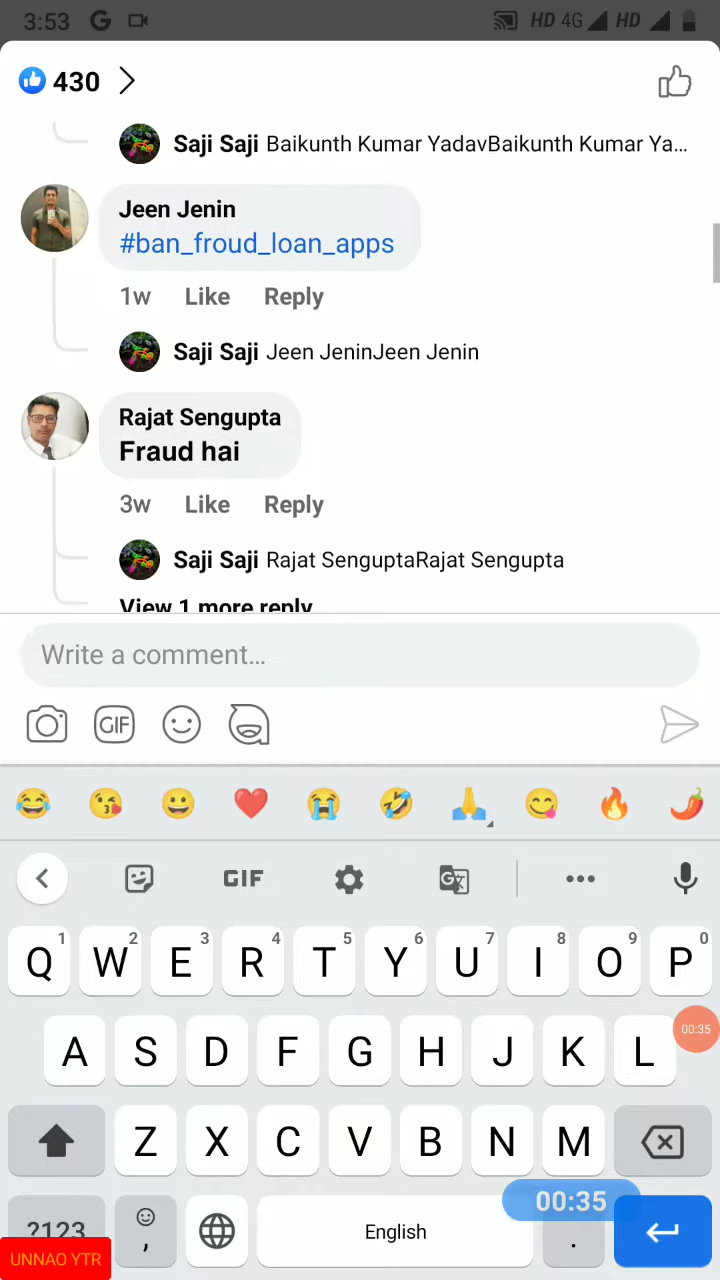 3:53 G HD 4G HD
430
Saji Saji Baikunth Kumar YadavBaikunth Kumar Ya...
Jeen Jenin
#ban_froud_loan_apps
1w Like Reply
Saji Saji Jeen JeninJeen Jenin
Rajat Sengupta
Fraud hai
3w Like Reply
Saji Saji Rajat SenguptaRajat Sengupta
View 1 more reply
Write a comment...
GIF
GIF G
Q1 W2 E3 R4 T5 Y6 U7 I8 O9 P0
A S D F G H J K L 00:35
Z X C V B N M
00:35
?123 , English .
UNNAO YTR